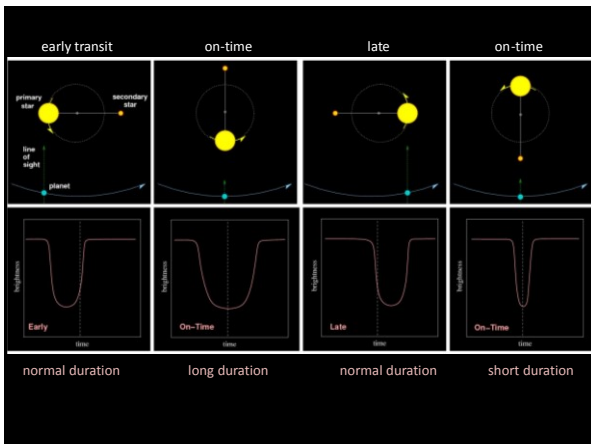 early transit
on-time
late
on-time
primary
star
secondary
star
line
of
sight
planet
brightness
Early
time
brightness
On-Time
time
brightness
Late
time
brightness
On-Time
time
normal duration
long duration
normal duration
short duration